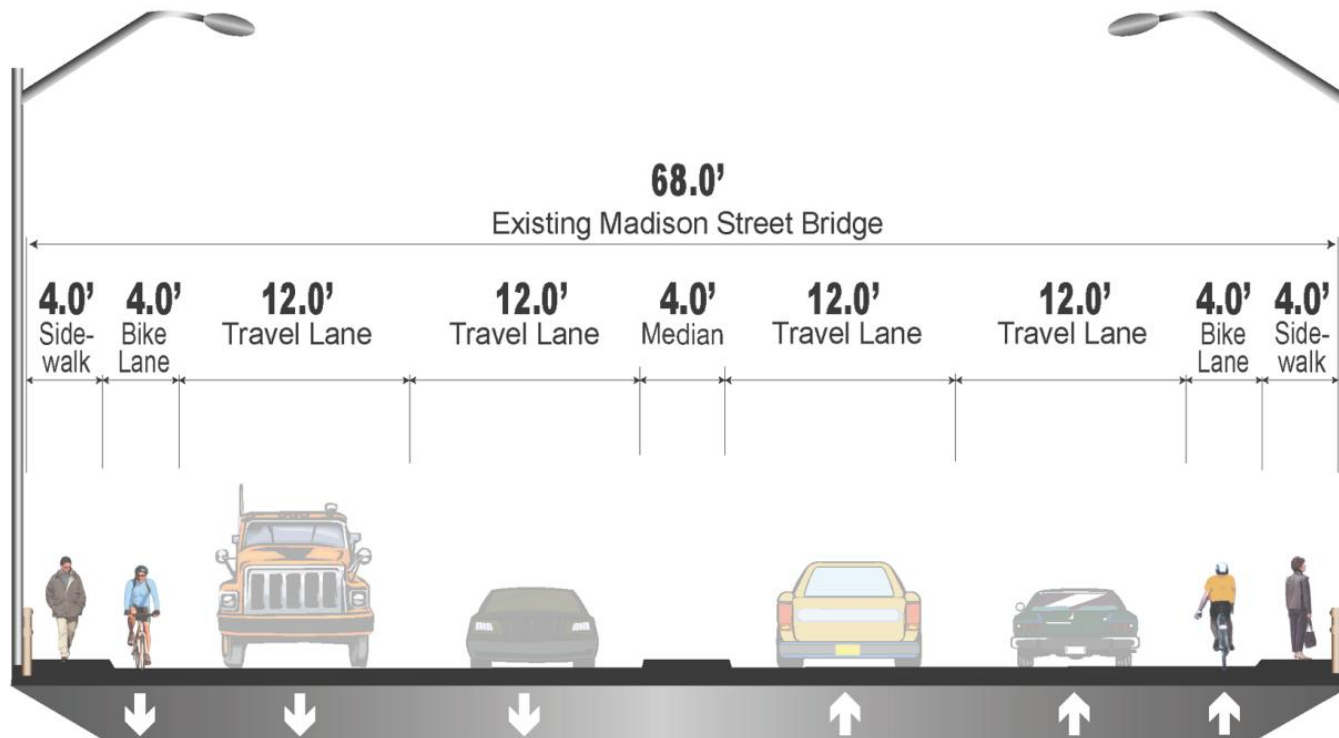 68.0’
Existing Madison Street Bridge
4.0’ 4.0’ 12.0’ 12.0’ 4.0’ 12.0’ 12.0’ 4.0’ 4.0’
Side- Bike Travel Lane Travel Lane Median Travel Lane Travel Lane Bike Side-
walk Lane Lane walk